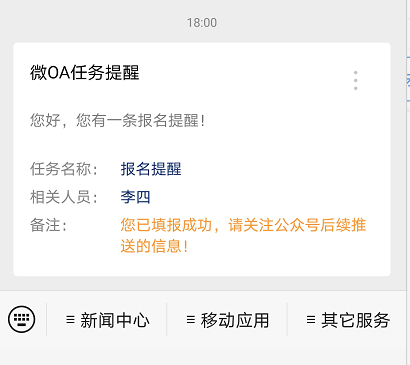 18:00
微OA任务提醒
您好，您有一条报名提醒！
任务名称： 报名提醒
相关人员： 李四
备注： 您已填报成功，请关注公众号后续推
送的信息！
新闻中心 移动应用 其它服务